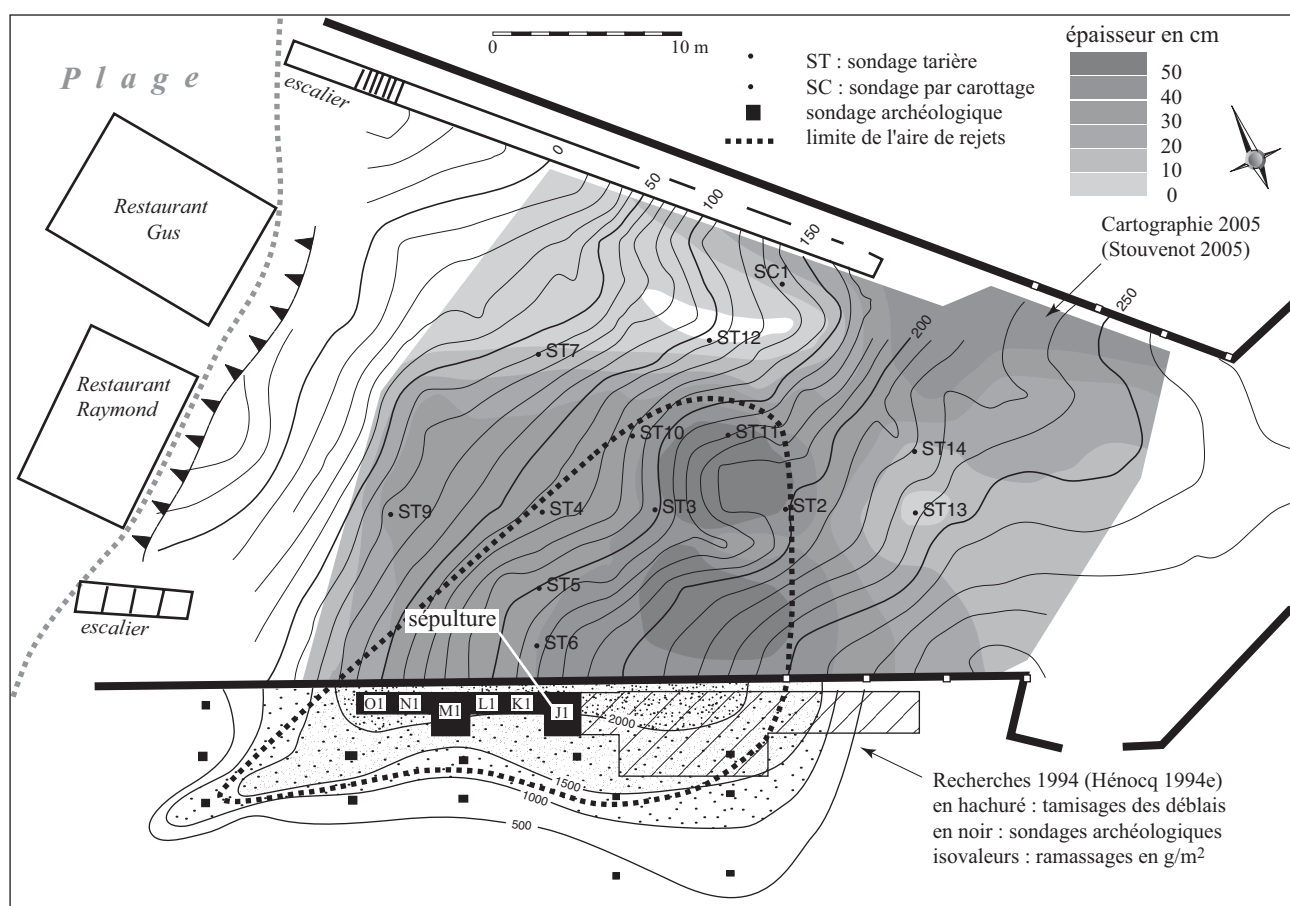 Plage
escalier
0 10 m
ST : sondage tarière
SC : sondage par carottage
sondage archéologique
limite de l'aire de rejets
épaisseur en cm
50
40
30
20
10
0
Cartographie 2005
(Stouvenot 2005)
Restaurant
Gus
Restaurant
Raymond
escalier
0
50
100
150
200
250
SC1
ST12
ST7
ST10
ST11
ST14
ST9
ST4
ST3
ST2
ST13
ST5
sépulture
ST6
O1
N1
M1
L1
K1
J1
2000
1500
1000
500
Recherches 1994 (Hénocq 1994e)
en hachuré : tamisages des déblais
en noir : sondages archéologiques
isovaleurs : ramassages en g/m²